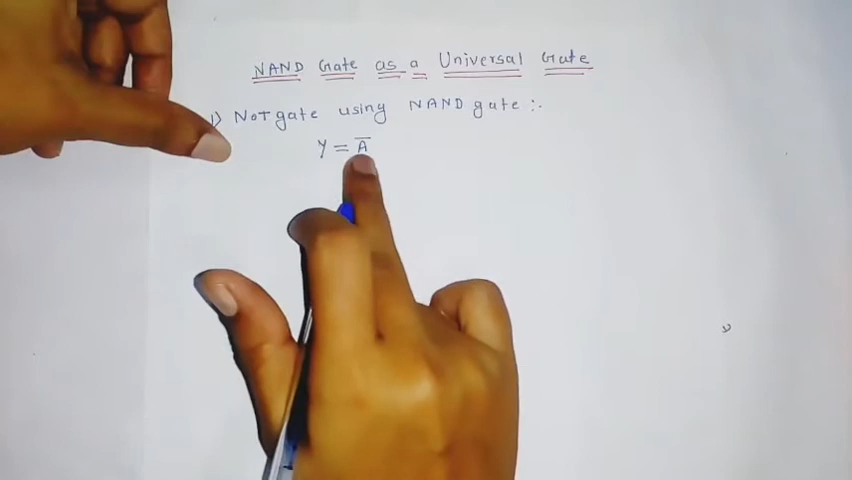 NAND Gate as a Universal Gate
1) NOT gate using NAND gate :-
Y = A̅